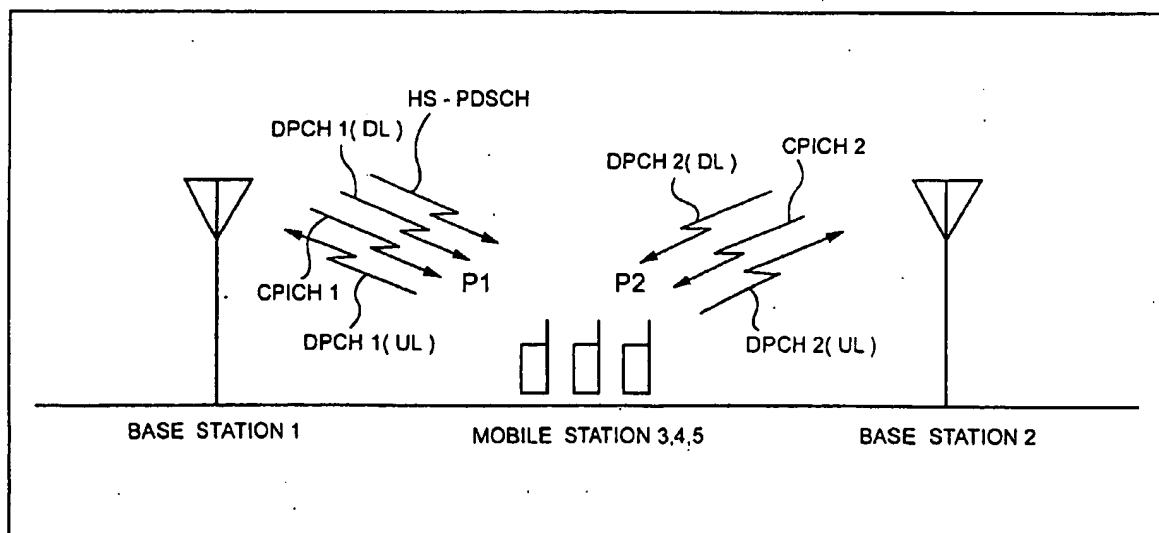 HS - PDSCH
DPCH 1( DL )
CPICH 2
DPCH 2( DL )
P1
P2
CPICH 1
DPCH 1( UL )
DPCH 2( UL )
BASE STATION 1
MOBILE STATION 3,4,5
BASE STATION 2